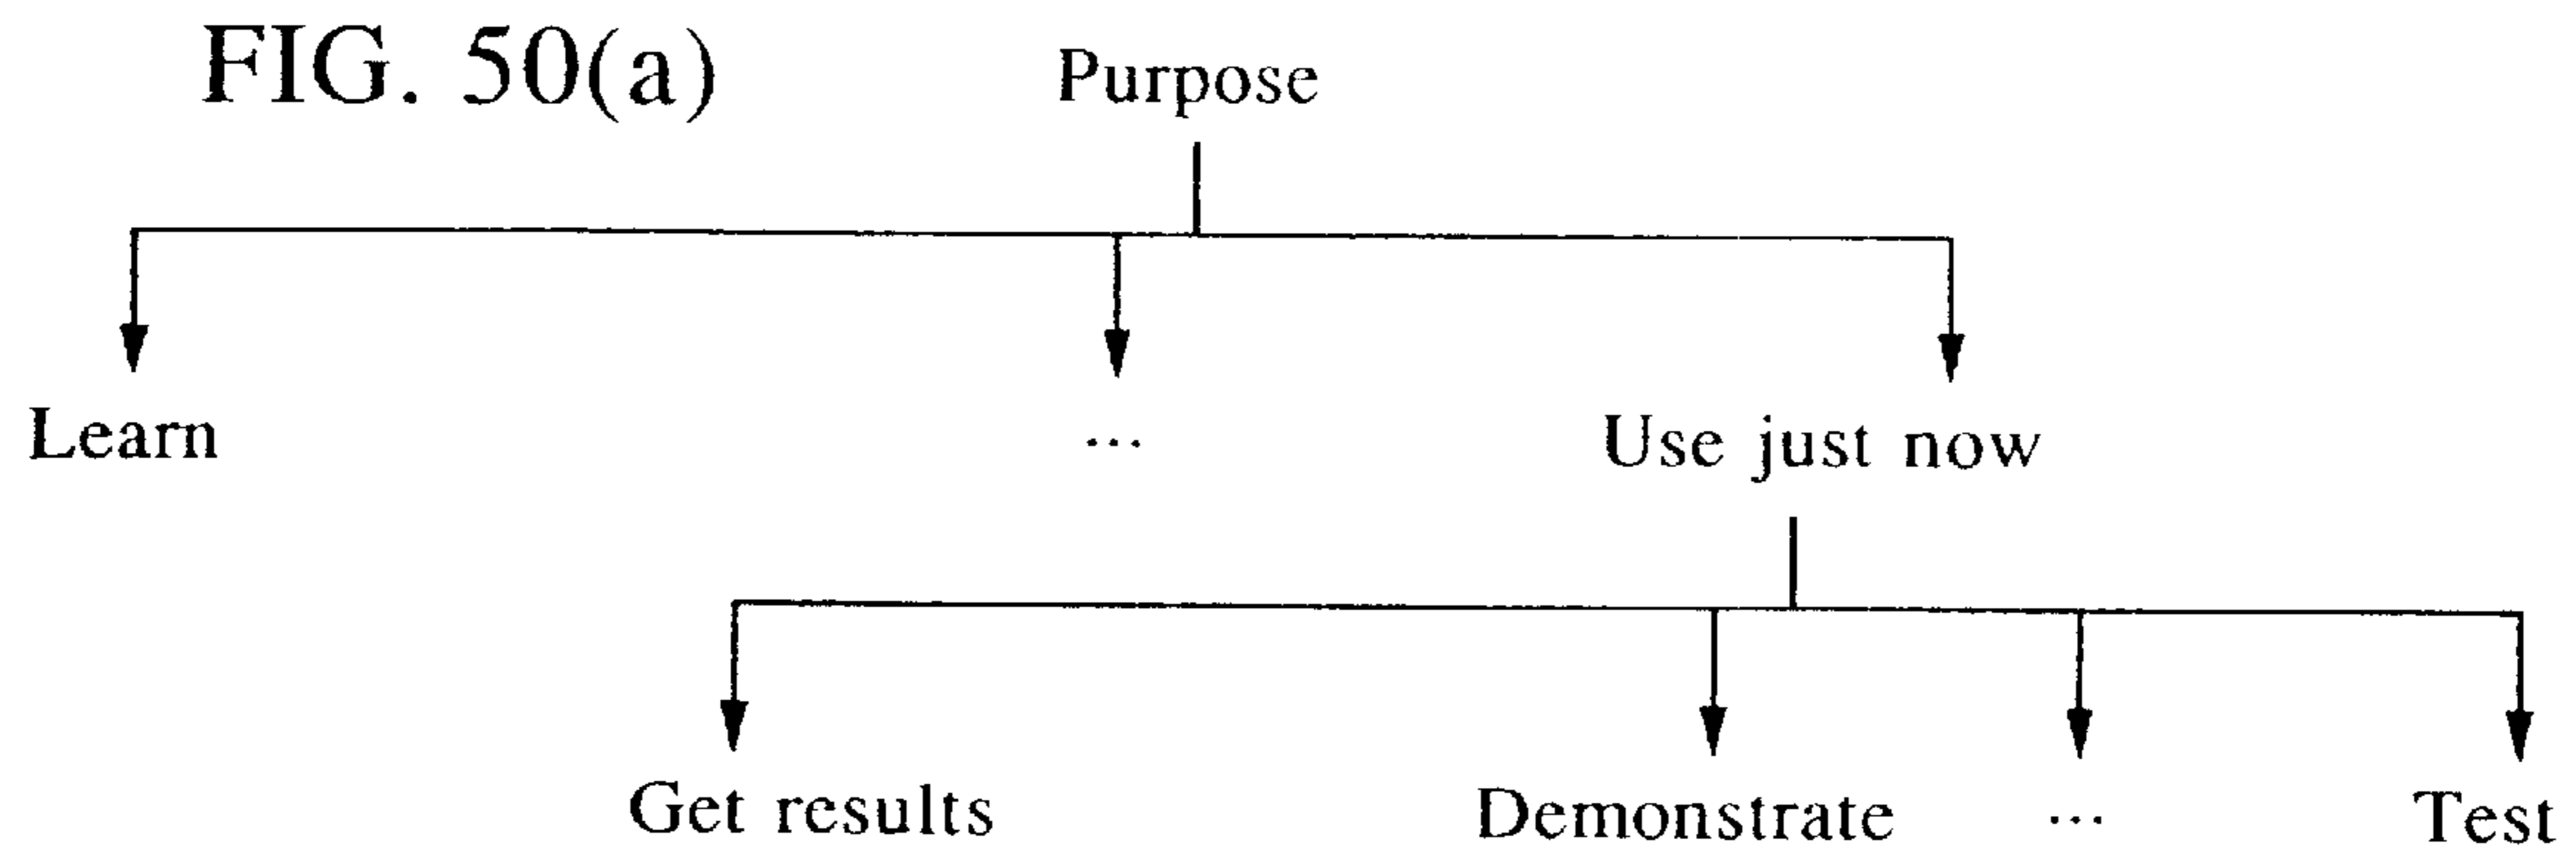 FIG. 50(a)
Purpose
Learn ... Use just now
Get results Demonstrate ... Test